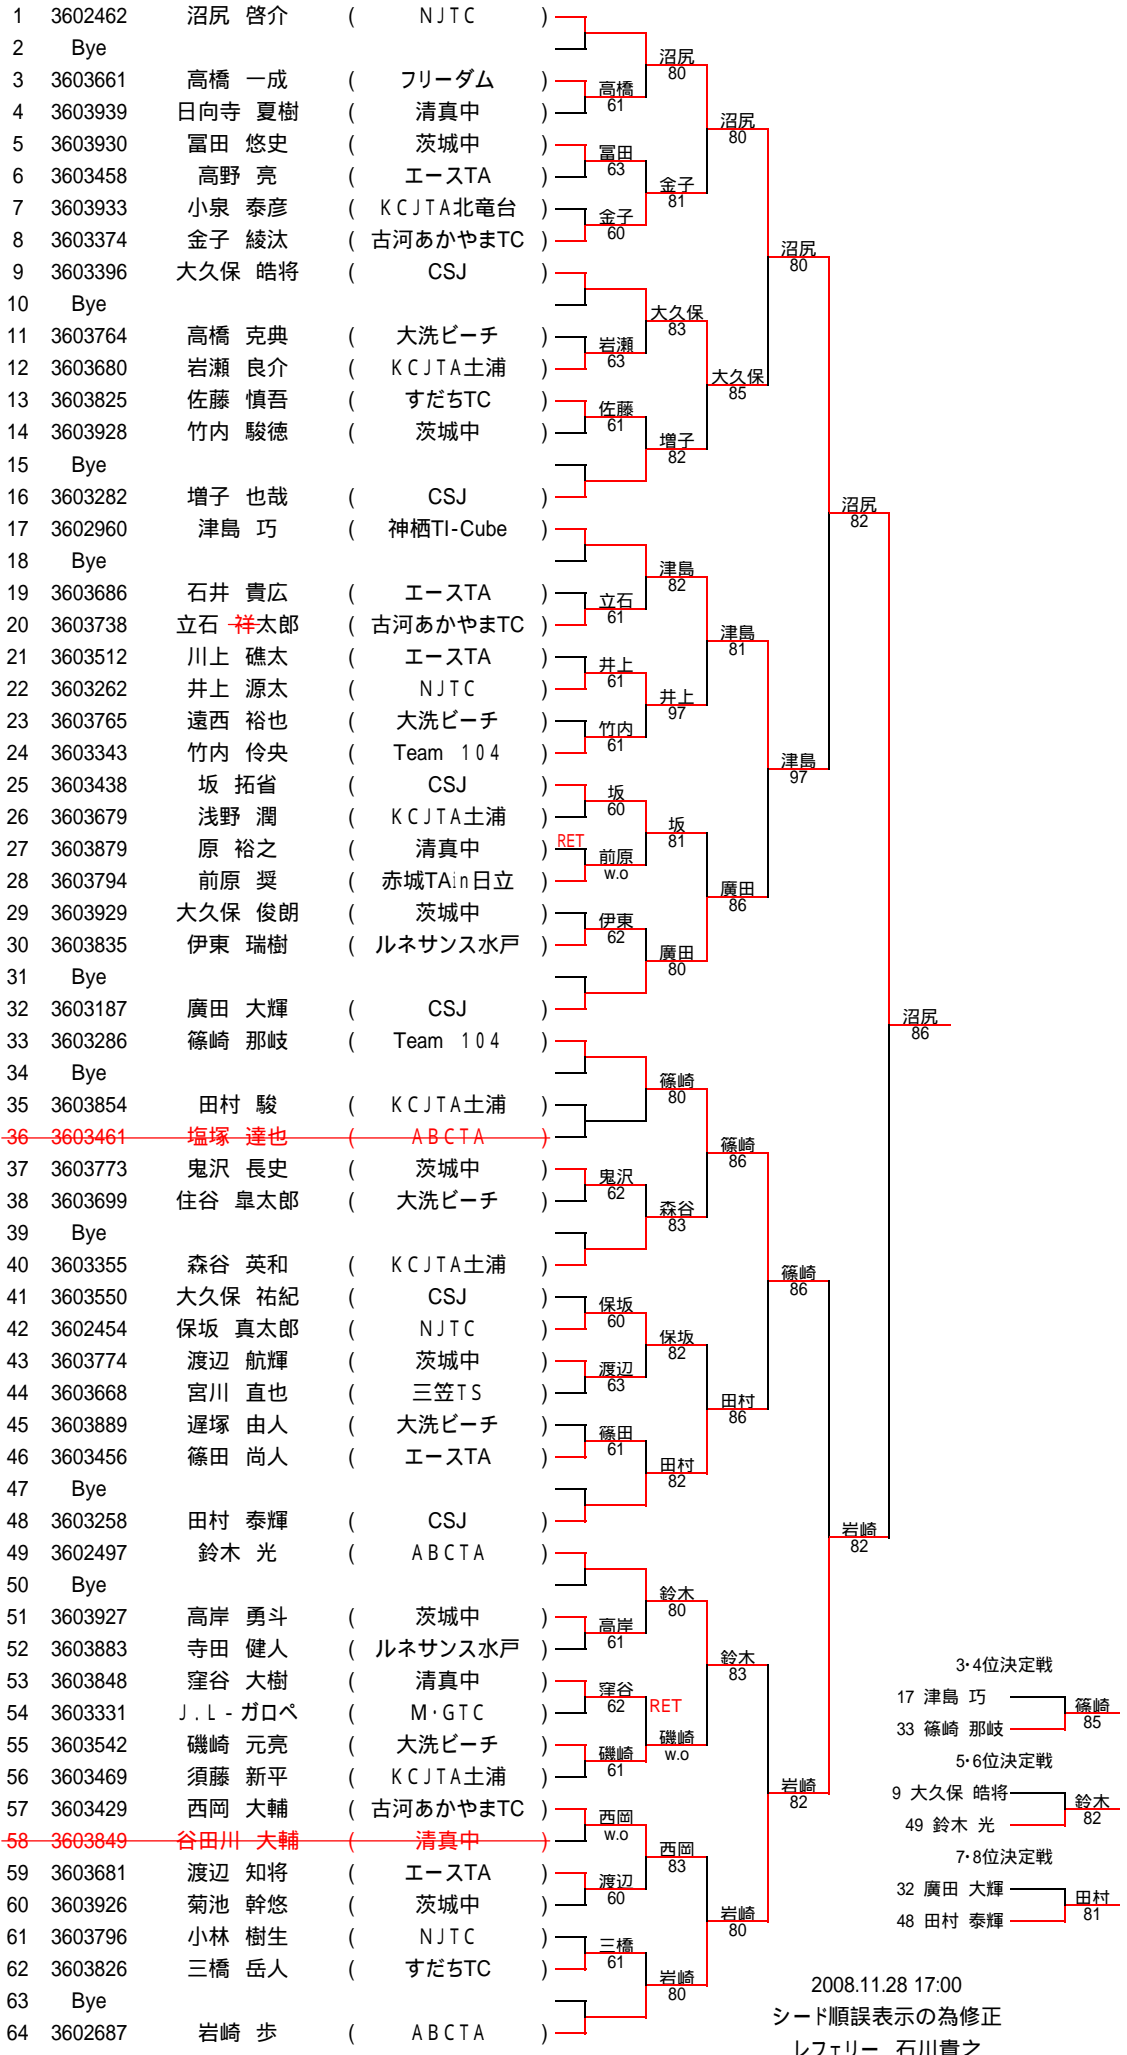 1 3602462 沼尻 啓介 ( NJTC )
2 Bye
沼尻
80
3 3603661 高橋 一成 ( フリーダム )
高橋
61
4 3603939 日向寺 夏樹 ( 清真中 )
沼尻
80
5 3603930 冨田 悠史 ( 茨城中 )
冨田
63
6 3603458 高野 亮 ( エースTA )
金子
81
7 3603933 小泉 泰彦 ( KCJTA北竜台 )
金子
60
8 3603374 金子 綾汰 ( 古河あかやまTC )
沼尻
80
9 3603396 大久保 皓将 ( CSJ )
10 Bye
大久保
83
11 3603764 高橋 克典 ( 大洗ビーチ )
岩瀬
63
12 3603680 岩瀬 良介 ( KCJTA土浦 )
大久保
85
13 3603825 佐藤 慎吾 ( すだちTC )
佐藤
61
14 3603928 竹内 駿徳 ( 茨城中 )
増子
82
15 Bye
16 3603282 増子 也哉 ( CSJ )
沼尻
82
17 3602960 津島 巧 ( 神栖TI-Cube )
18 Bye
津島
82
19 3603686 石井 貴広 ( エースTA )
立石
61
20 3603738 立石 祥太郎 ( 古河あかやまTC )
津島
81
21 3603512 川上 礁太 ( エースTA )
井上
61
22 3603262 井上 源太 ( NJTC )
井上
97
23 3603765 遠西 裕也 ( 大洗ビーチ )
竹内
61
24 3603343 竹内 伶央 ( Team 104 )
津島
97
25 3603438 坂 拓省 ( CSJ )
坂
60
26 3603679 浅野 潤 ( KCJTA土浦 )
坂
81
27 3603879 原 裕之 ( 清真中 ) RET
前原
w.o
28 3603794 前原 奨 ( 赤城TAin日立 )
廣田
86
29 3603929 大久保 俊朗 ( 茨城中 )
伊東
62
30 3603835 伊東 瑞樹 ( ルネサンス水戸 )
廣田
80
31 Bye
32 3603187 廣田 大輝 ( CSJ )
沼尻
86
33 3603286 篠崎 那岐 ( Team 104 )
34 Bye
篠崎
80
35 3603854 田村 駿 ( KCJTA土浦 )
36 3603461 塩塚 達也 ( ABCTA )
篠崎
86
37 3603773 鬼沢 長史 ( 茨城中 )
鬼沢
62
38 3603699 住谷 皐太郎 ( 大洗ビーチ )
森谷
83
39 Bye
40 3603355 森谷 英和 ( KCJTA土浦 )
篠崎
86
41 3603550 大久保 祐紀 ( CSJ )
保坂
60
42 3602454 保坂 真太郎 ( NJTC )
保坂
82
43 3603774 渡辺 航輝 ( 茨城中 )
渡辺
63
44 3603668 宮川 直也 ( 三笠TS )
田村
86
45 3603889 遅塚 由人 ( 大洗ビーチ )
篠田
61
46 3603456 篠田 尚人 ( エースTA )
田村
82
47 Bye
48 3603258 田村 泰輝 ( CSJ )
岩崎
82
49 3602497 鈴木 光 ( ABCTA )
50 Bye
鈴木
80
51 3603927 高岸 勇斗 ( 茨城中 )
高岸
61
52 3603883 寺田 健人 ( ルネサンス水戸 )
鈴木
83
53 3603848 窪谷 大樹 ( 清真中 )
窪谷
62
RET
54 3603331 J.L-ガロペ ( M・GTC )
磯崎
w.o
55 3603542 磯崎 元亮 ( 大洗ビーチ )
磯崎
61
56 3603469 須藤 新平 ( KCJTA土浦 )
岩崎
82
57 3603429 西岡 大輔 ( 古河あかやまTC )
西岡
w.o
58 3603849 谷田川 大輔 ( 清真中 )
西岡
83
59 3603681 渡辺 知将 ( エースTA )
渡辺
60
60 3603926 菊池 幹悠 ( 茨城中 )
岩崎
80
61 3603796 小林 樹生 ( NJTC )
三橋
61
62 3603826 三橋 岳人 ( すだちTC )
岩崎
80
63 Bye
64 3602687 岩崎 歩 ( ABCTA )
3・4位決定戦
17 津島 巧
篠崎
85
33 篠崎 那岐
5・6位決定戦
9 大久保 皓将
鈴木
82
49 鈴木 光
7・8位決定戦
32 廣田 大輝
田村
81
48 田村 泰輝
2008.11.28 17:00
シード順誤表示の為修正
レフェリー 石川貴之